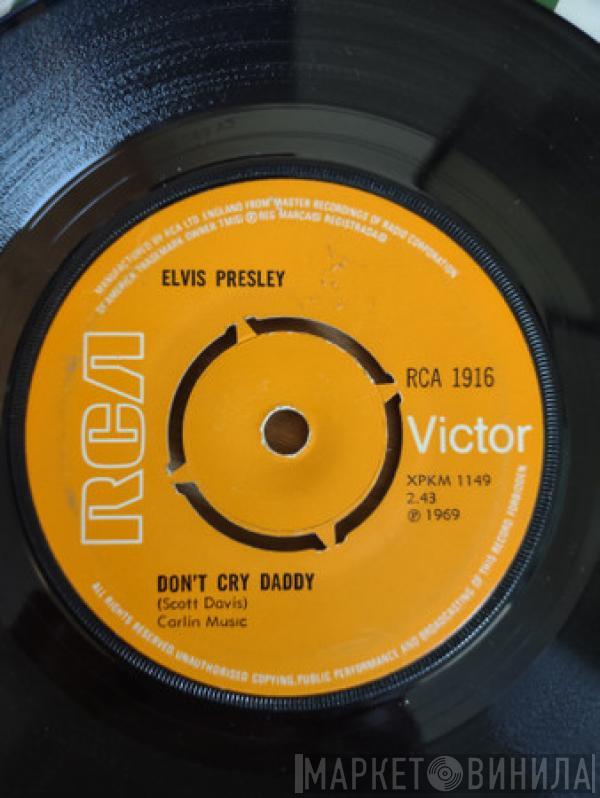 MANUFACTURED BY RCA LTD. ENGLAND FROM MASTER RECORDINGS OF RADIO CORPORATION
OF AMERICA TRADEMARK OWNER TM(S) ® REG MARCA(S) REGISTRADA(S)
ELVIS PRESLEY
RCA
RCA 1916
Victor
XPKM 1149
2.43
℗ 1969
DON'T CRY DADDY
(Scott Davis)
Carlin Music
ALL RIGHTS RESERVED UNAUTHORISED COPYING, PUBLIC PERFORMANCE AND BROADCASTING OF THIS RECORD FORBIDDEN
МАРКЕТ ВИНИЛА